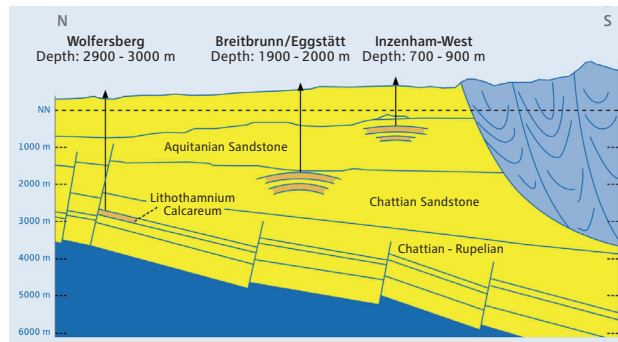 N
S
Wolfersberg
Depth: 2900 - 3000 m
Breitbrunn/Eggstätt
Depth: 1900 - 2000 m
Inzenham-West
Depth: 700 - 900 m
NN
1000 m
2000 m
3000 m
4000 m
5000 m
6000 m
Aquitanian Sandstone
Lithothamnium
Calcareum
Chattian Sandstone
Chattian - Rupelian